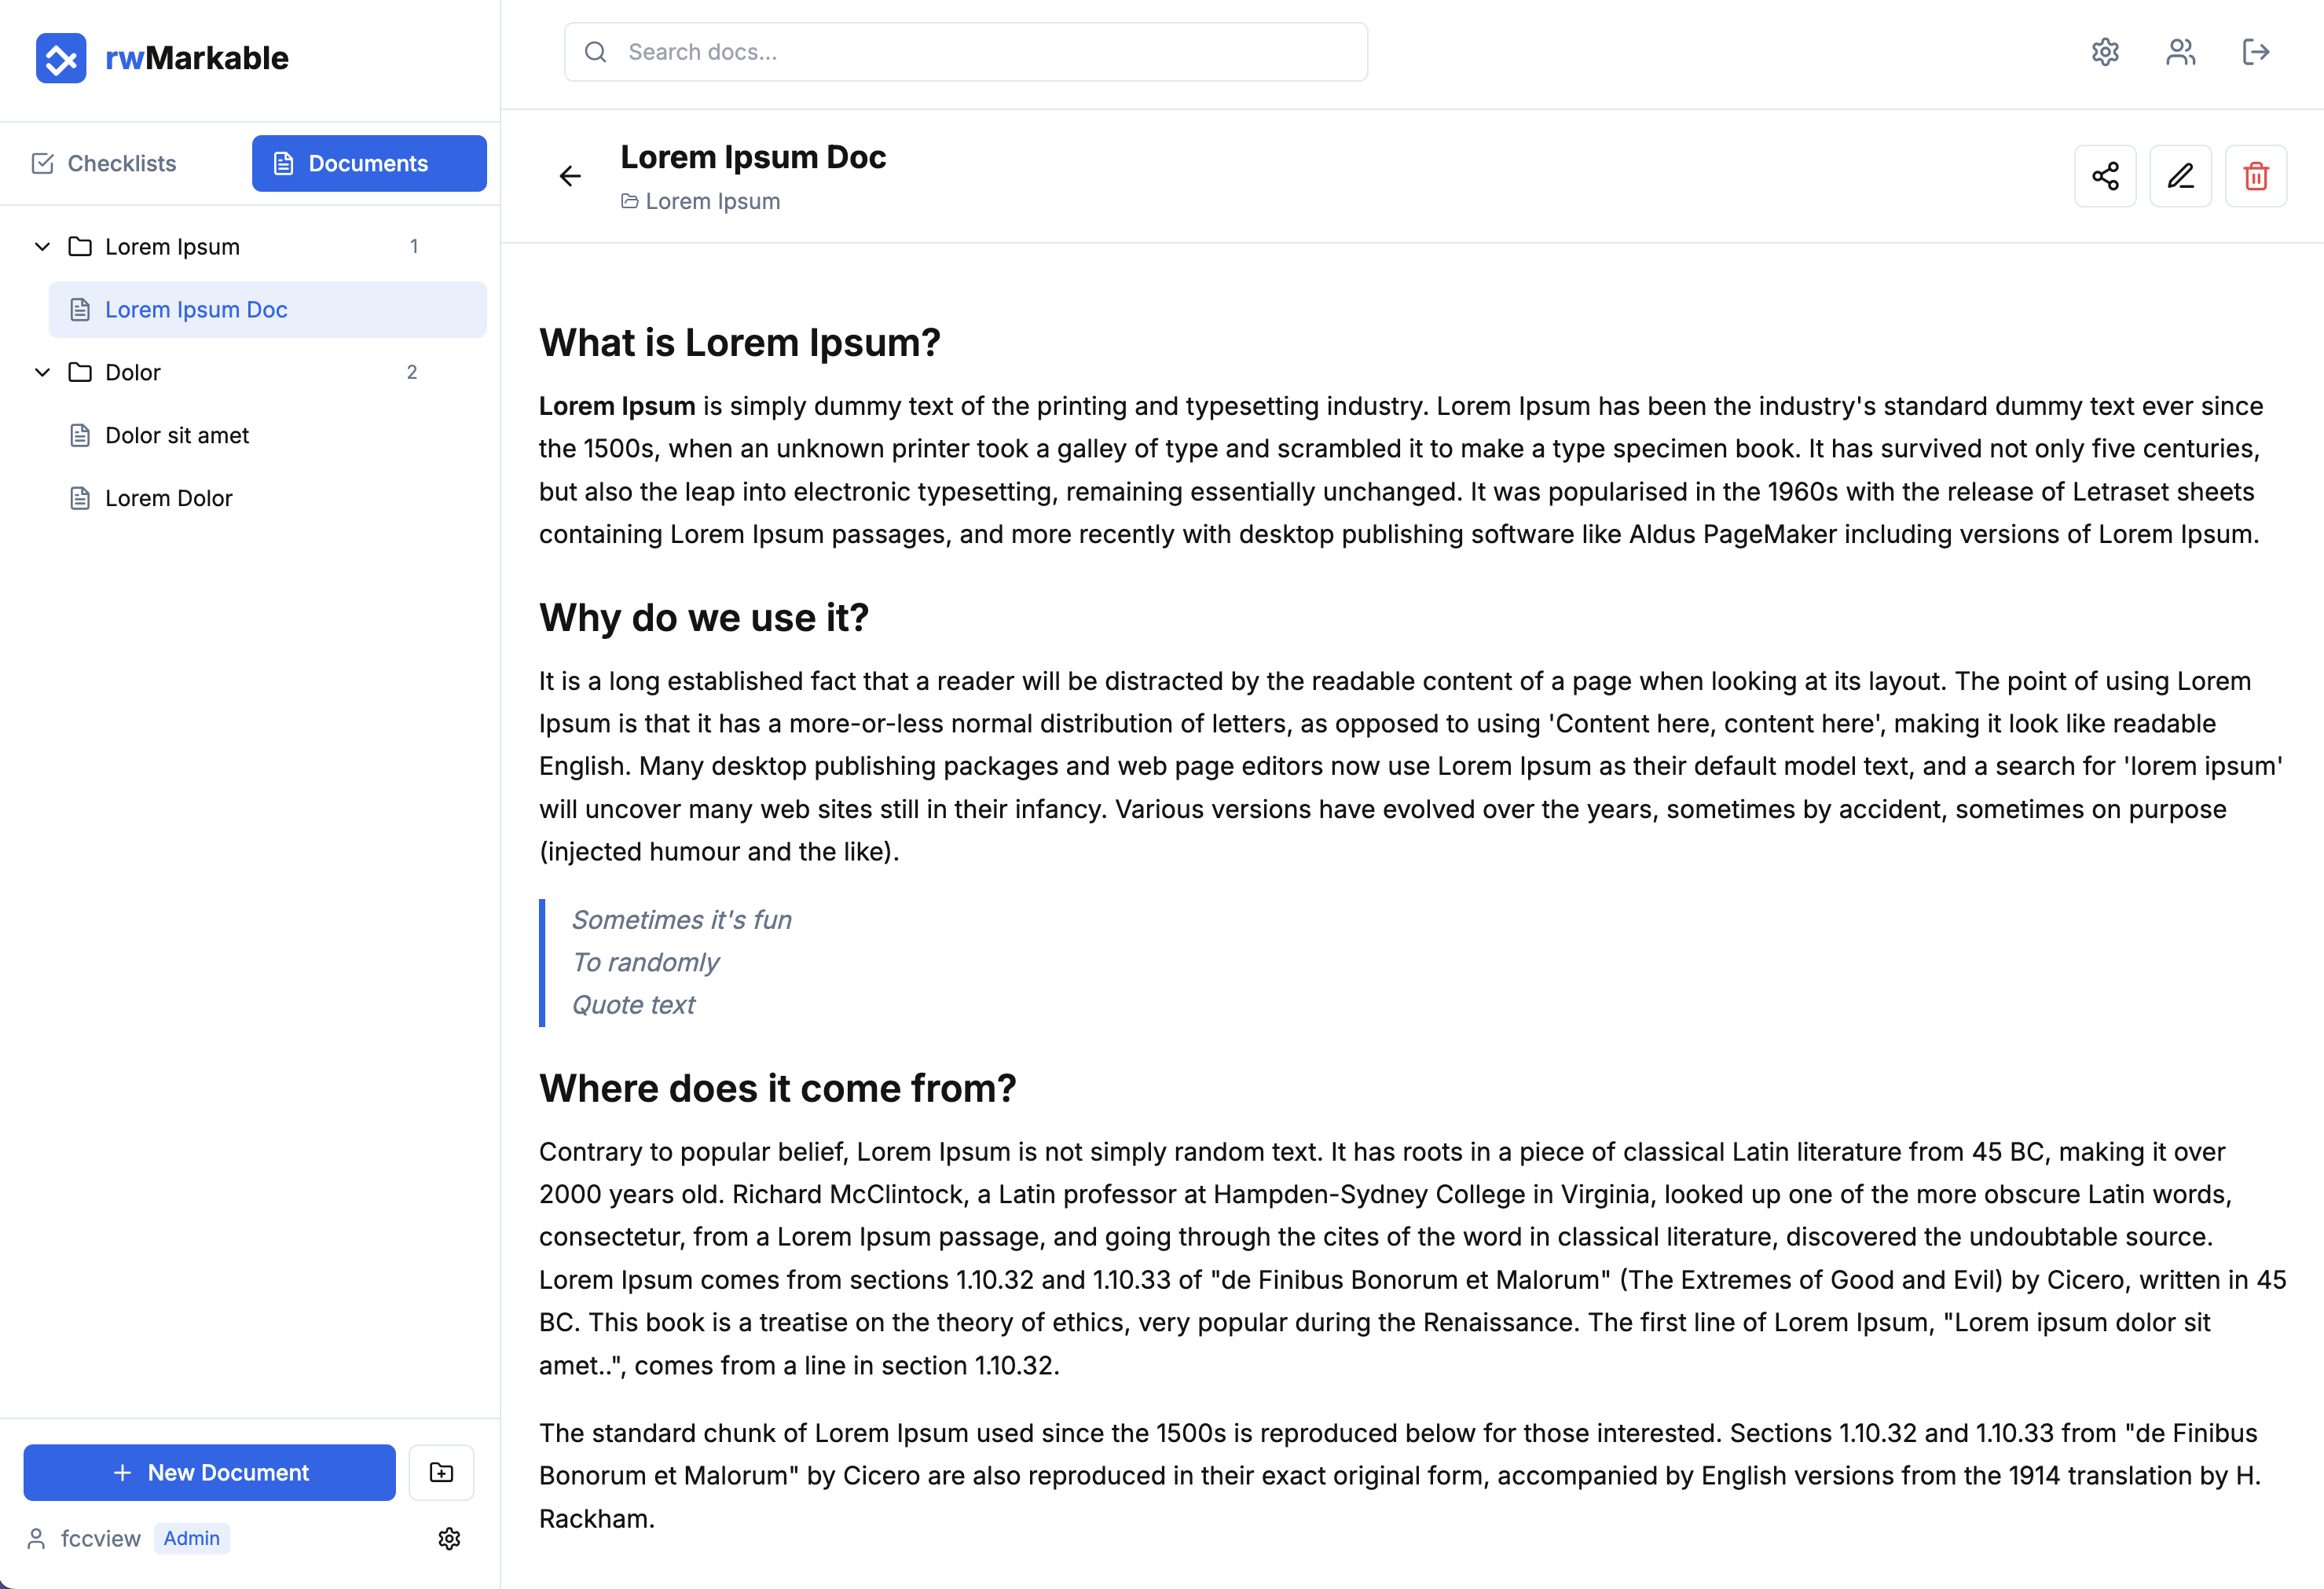 rwMarkable
Search docs...
Checklists
Documents
Lorem Ipsum 1
Lorem Ipsum Doc
Dolor 2
Dolor sit amet
Lorem Dolor
New Document
fccview Admin
Lorem Ipsum Doc
Lorem Ipsum
What is Lorem Ipsum?
Lorem Ipsum is simply dummy text of the printing and typesetting industry. Lorem Ipsum has been the industry's standard dummy text ever since
the 1500s, when an unknown printer took a galley of type and scrambled it to make a type specimen book. It has survived not only five centuries,
but also the leap into electronic typesetting, remaining essentially unchanged. It was popularised in the 1960s with the release of Letraset sheets
containing Lorem Ipsum passages, and more recently with desktop publishing software like Aldus PageMaker including versions of Lorem Ipsum.
Why do we use it?
It is a long established fact that a reader will be distracted by the readable content of a page when looking at its layout. The point of using Lorem
Ipsum is that it has a more-or-less normal distribution of letters, as opposed to using 'Content here, content here', making it look like readable
English. Many desktop publishing packages and web page editors now use Lorem Ipsum as their default model text, and a search for 'lorem ipsum'
will uncover many web sites still in their infancy. Various versions have evolved over the years, sometimes by accident, sometimes on purpose
(injected humour and the like).
Sometimes it's fun
To randomly
Quote text
Where does it come from?
Contrary to popular belief, Lorem Ipsum is not simply random text. It has roots in a piece of classical Latin literature from 45 BC, making it over
2000 years old. Richard McClintock, a Latin professor at Hampden-Sydney College in Virginia, looked up one of the more obscure Latin words,
consectetur, from a Lorem Ipsum passage, and going through the cites of the word in classical literature, discovered the undoubtable source.
Lorem Ipsum comes from sections 1.10.32 and 1.10.33 of "de Finibus Bonorum et Malorum" (The Extremes of Good and Evil) by Cicero, written in 45
BC. This book is a treatise on the theory of ethics, very popular during the Renaissance. The first line of Lorem Ipsum, "Lorem ipsum dolor sit
amet..", comes from a line in section 1.10.32.
The standard chunk of Lorem Ipsum used since the 1500s is reproduced below for those interested. Sections 1.10.32 and 1.10.33 from "de Finibus
Bonorum et Malorum" by Cicero are also reproduced in their exact original form, accompanied by English versions from the 1914 translation by H.
Rackham.